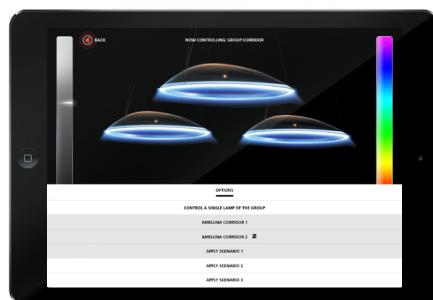 BACK
NOW CONTROLLING: GROUP CORRIDOR
OPTIONS
CONTROL A SINGLE LAMP OF THE GROUP
AMELUNA CORRIDOR 1
AMELUNA CORRIDOR 2
APPLY SCENARIO 1
APPLY SCENARIO 2
APPLY SCENARIO 3